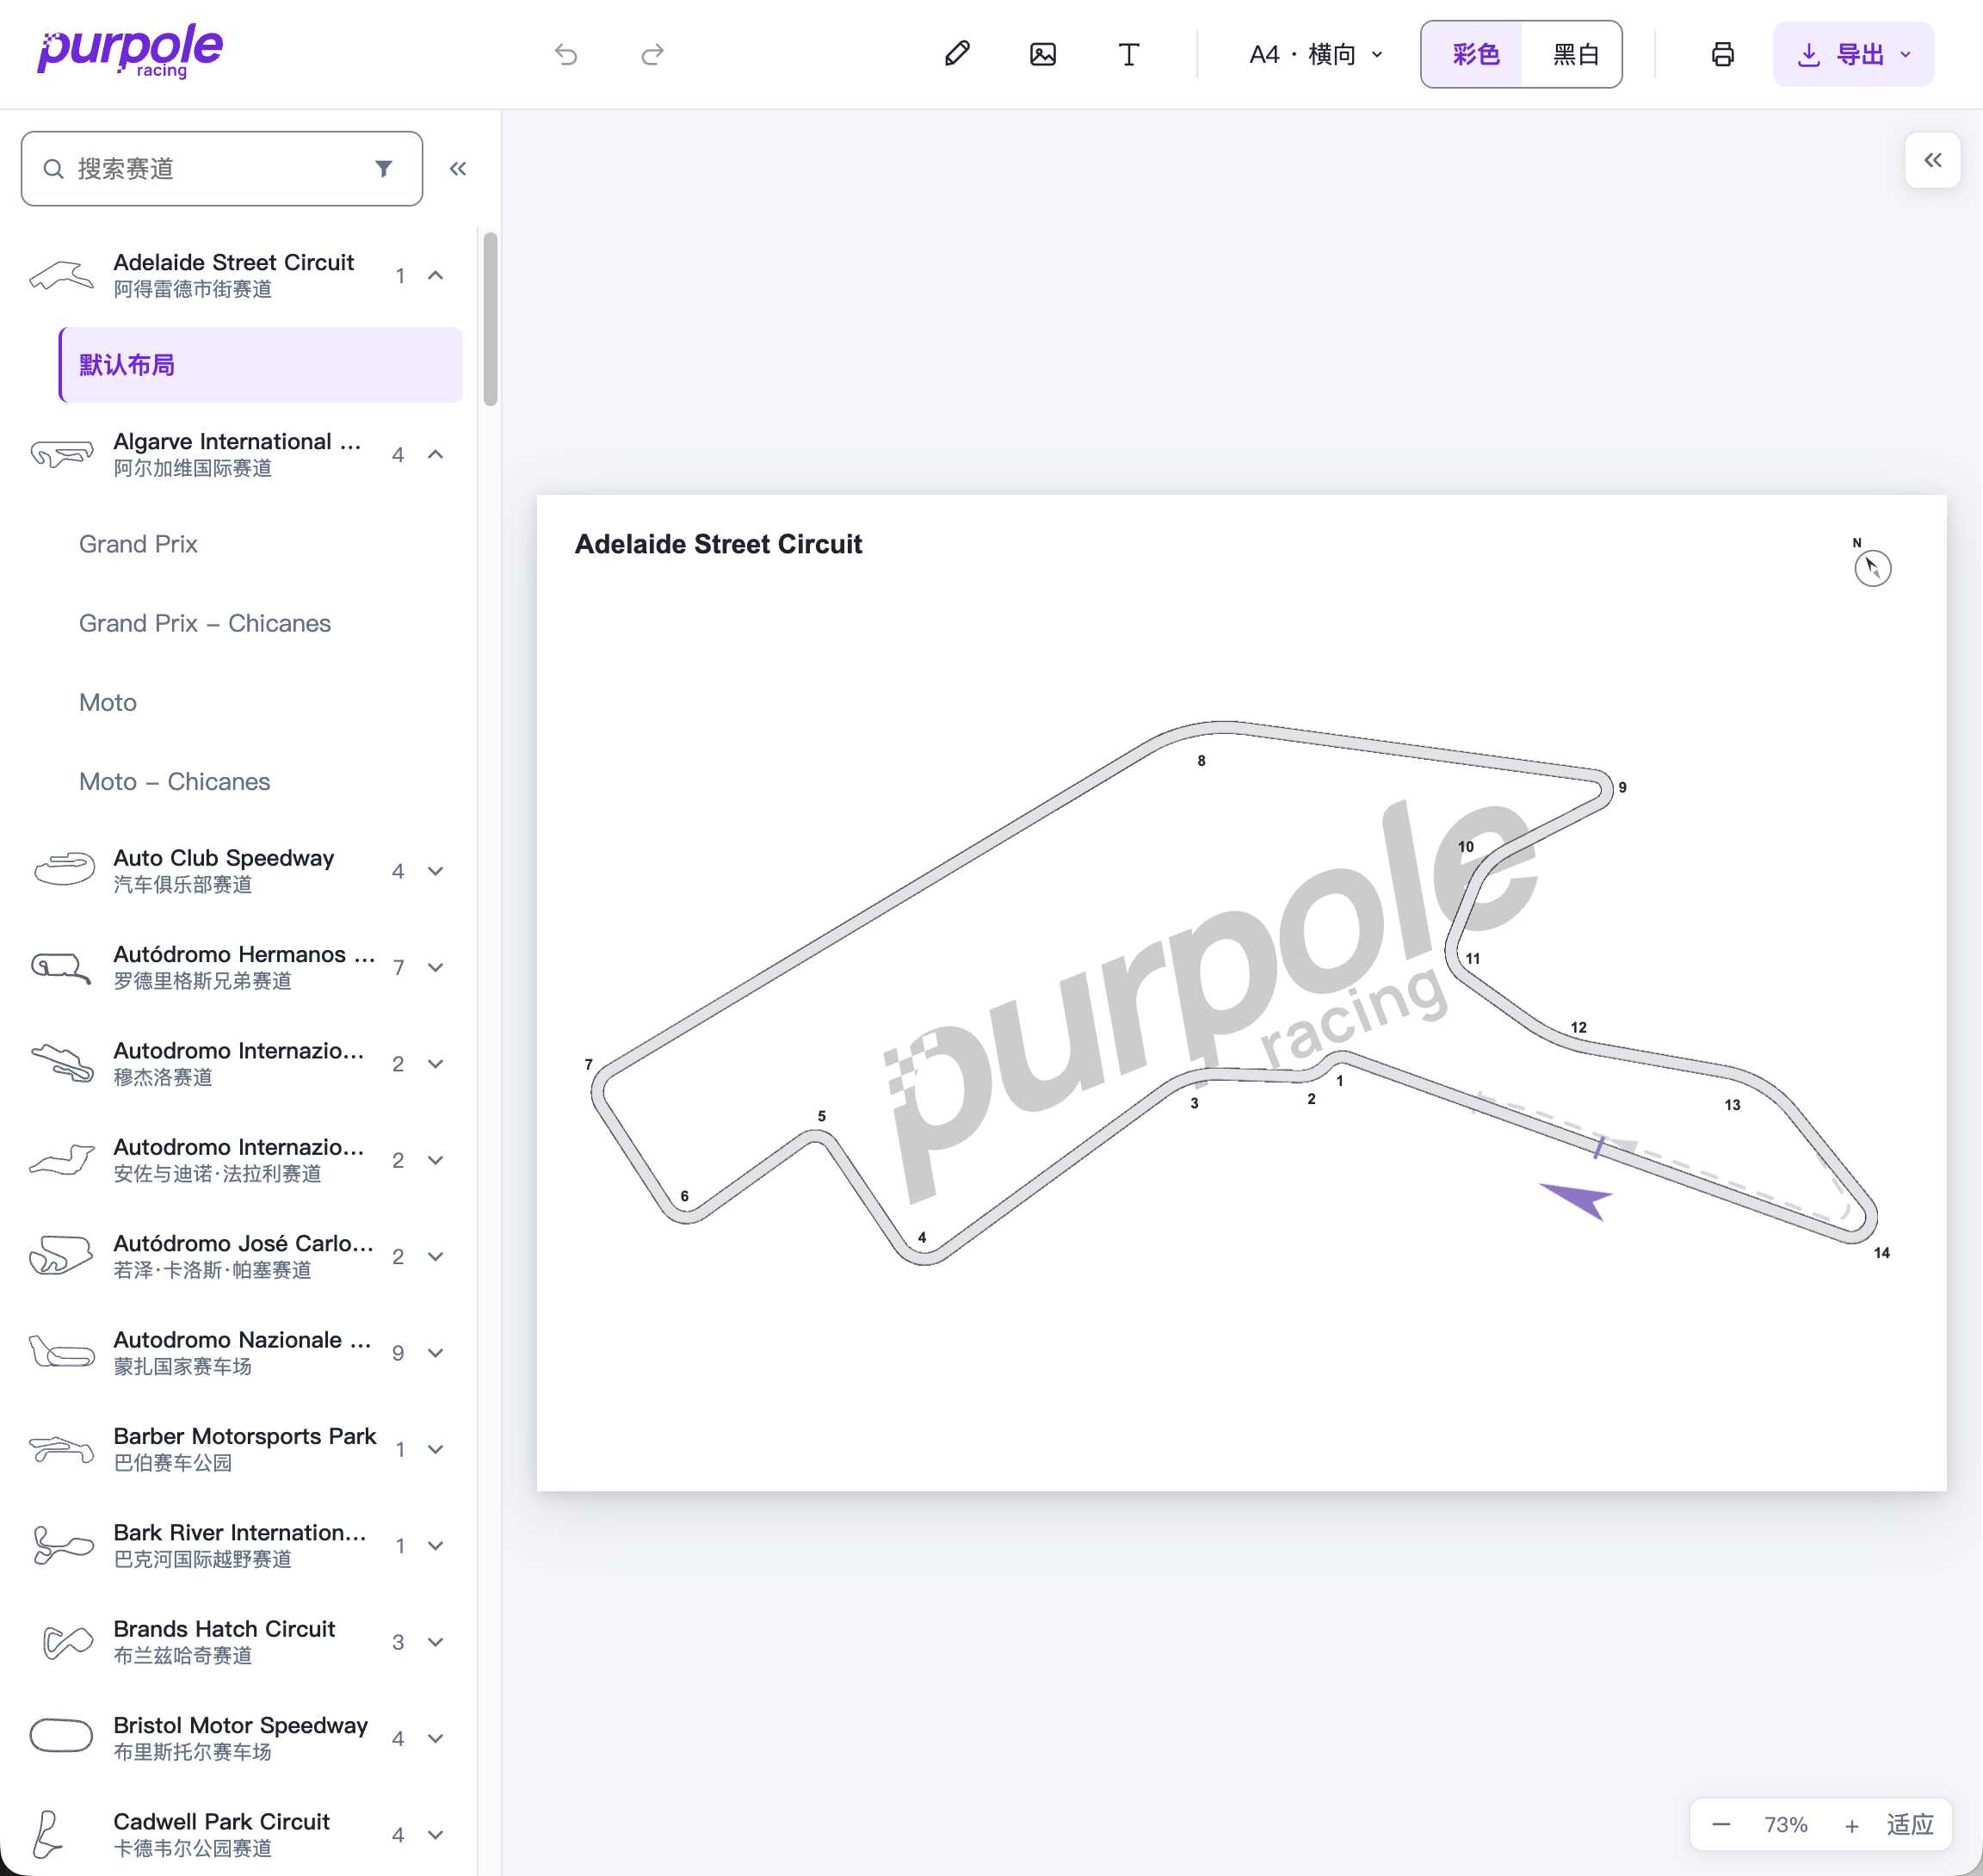 purpole
racing
A4 · 横向
彩色
黑白
导出
搜索赛道
Adelaide Street Circuit
阿得雷德市街赛道
1
默认布局
Algarve International ...
阿尔加维国际赛道
4
Grand Prix
Grand Prix – Chicanes
Moto
Moto – Chicanes
Auto Club Speedway
汽车俱乐部赛道
4
Autódromo Hermanos ...
罗德里格斯兄弟赛道
7
Autodromo Internazio...
穆杰洛赛道
2
Autodromo Internazio...
安佐与迪诺·法拉利赛道
2
Autódromo José Carlo...
若泽·卡洛斯·帕塞赛道
2
Autodromo Nazionale ...
蒙扎国家赛车场
9
Barber Motorsports Park
巴伯赛车公园
1
Bark River Internation...
巴克河国际越野赛道
1
Brands Hatch Circuit
布兰兹哈奇赛道
3
Bristol Motor Speedway
布里斯托尔赛车场
4
Cadwell Park Circuit
卡德韦尔公园赛道
4
Adelaide Street Circuit
N
8
9
10
11
12
7
1
2
3
13
5
6
4
14
purpole
racing
73%
适应